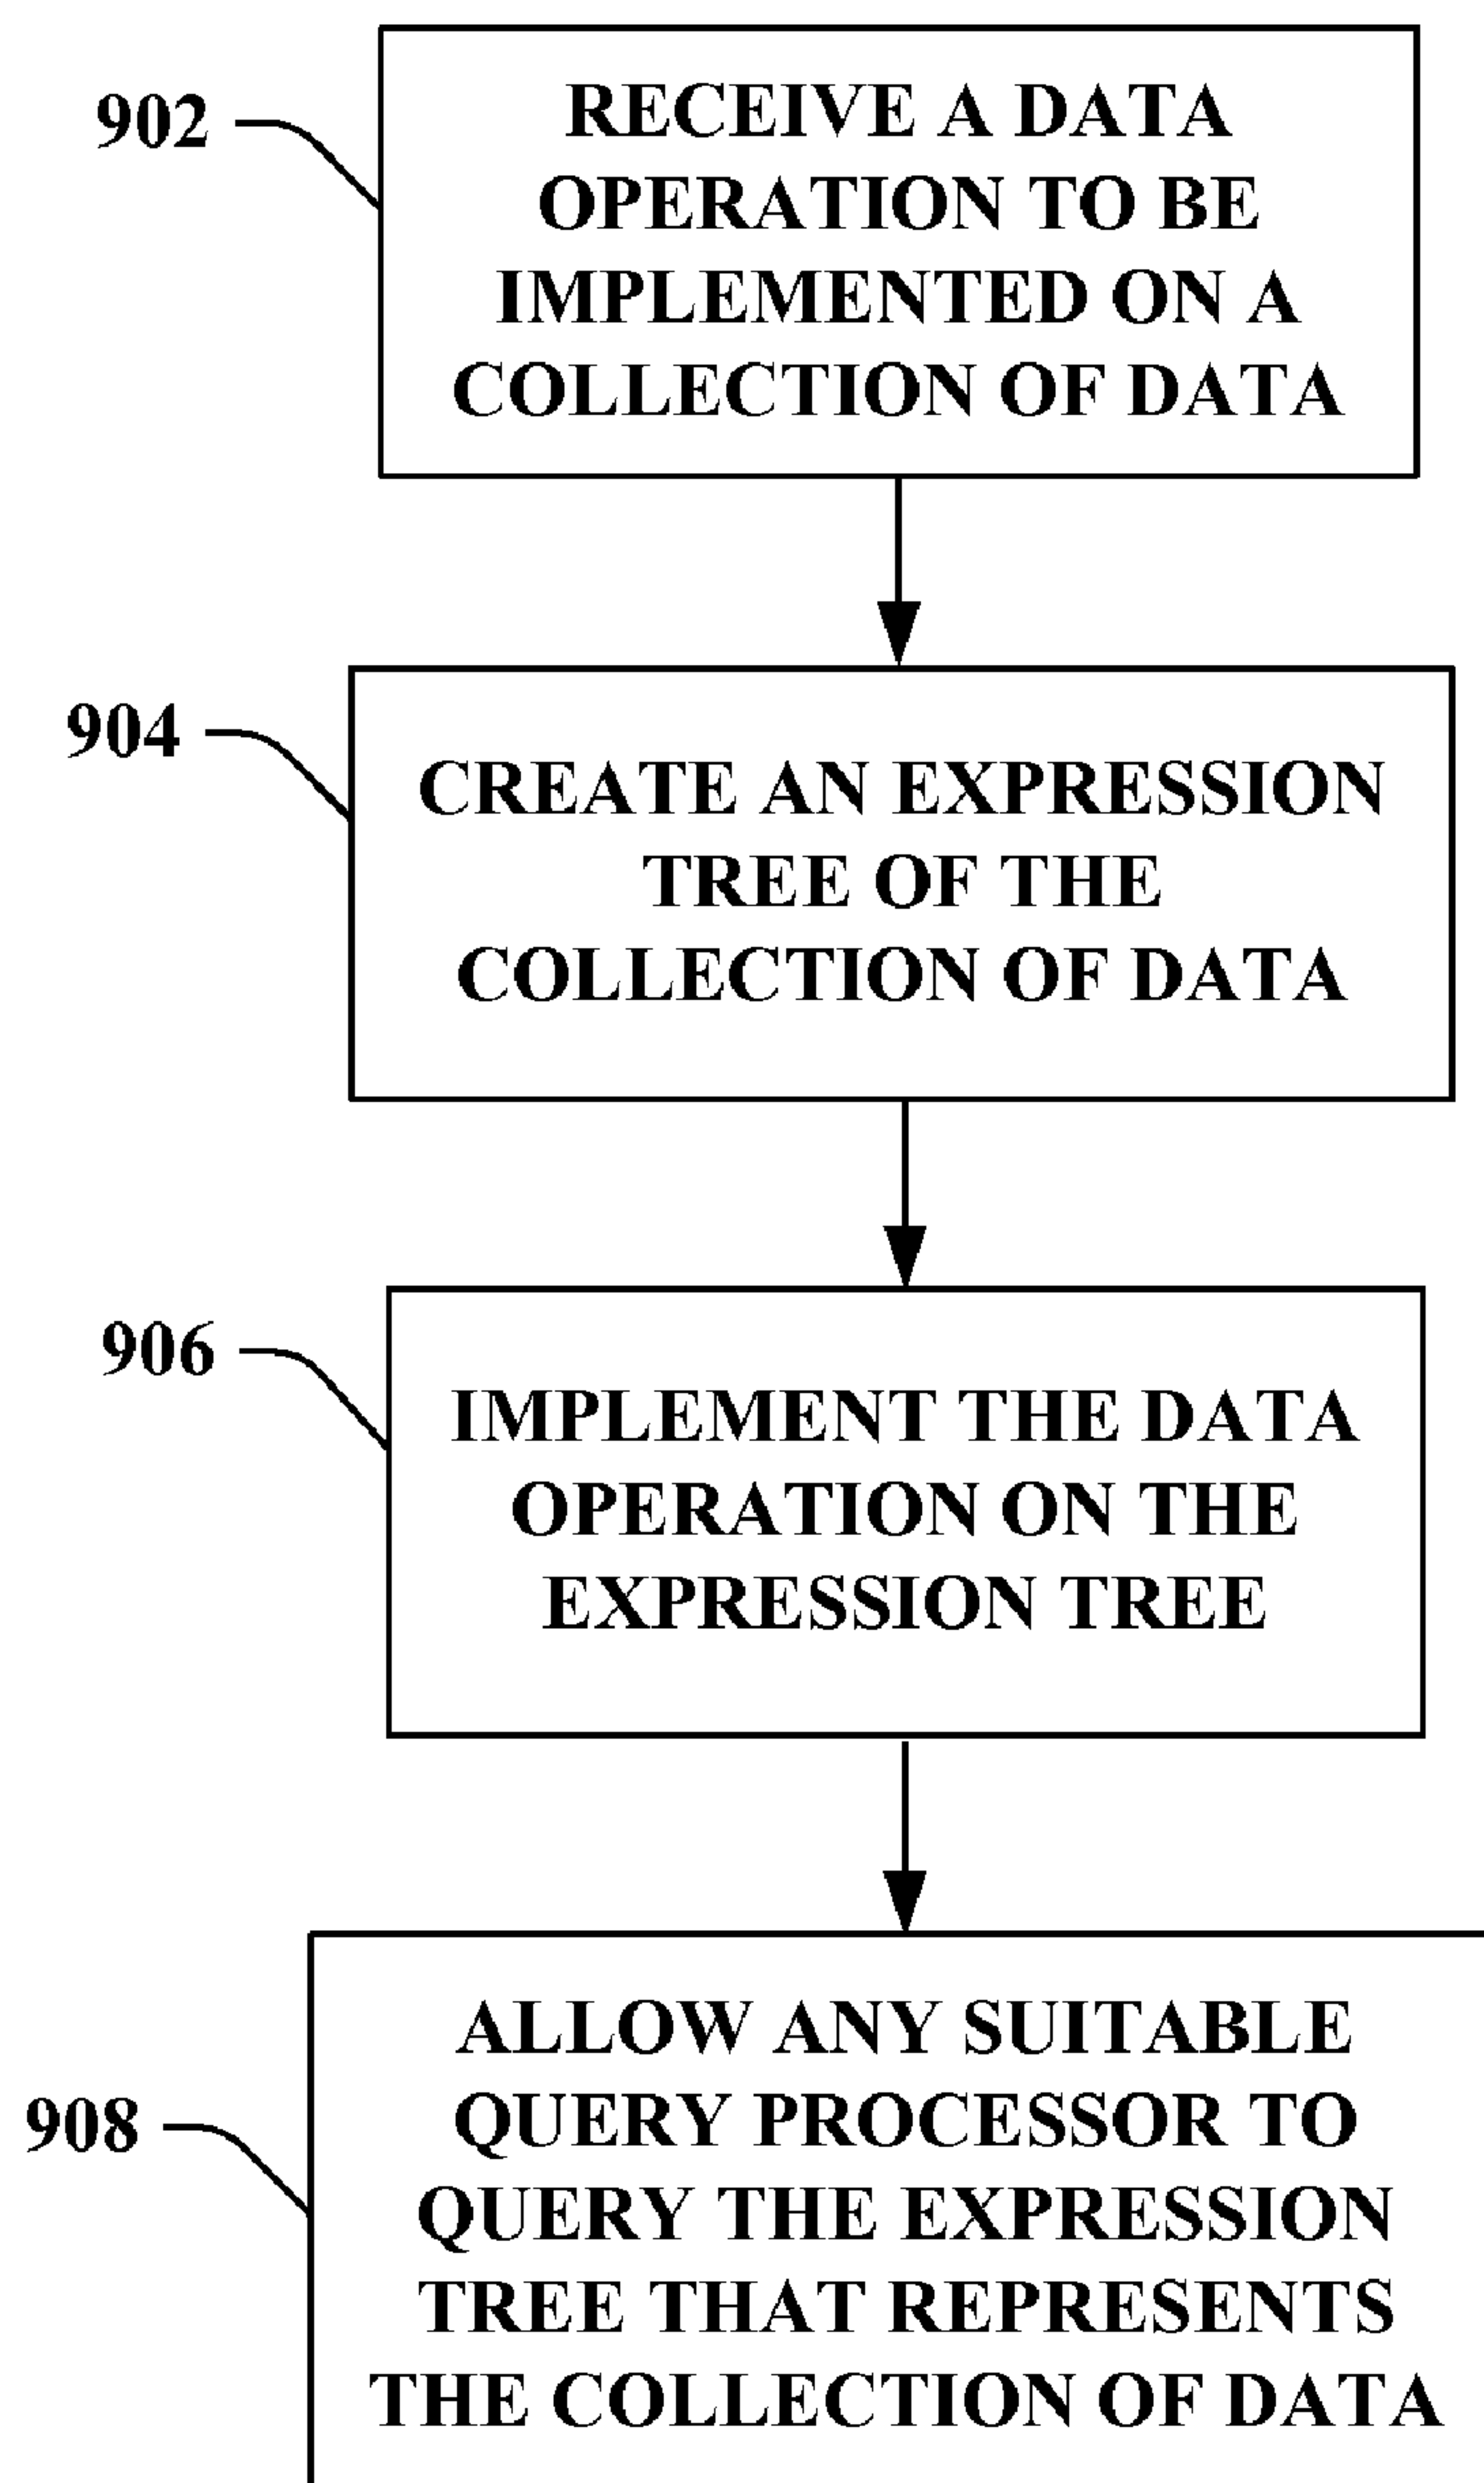 902
RECEIVE A DATA
OPERATION TO BE
IMPLEMENTED ON A
COLLECTION OF DATA
904
CREATE AN EXPRESSION
TREE OF THE
COLLECTION OF DATA
906
IMPLEMENT THE DATA
OPERATION ON THE
EXPRESSION TREE
908
ALLOW ANY SUITABLE
QUERY PROCESSOR TO
QUERY THE EXPRESSION
TREE THAT REPRESENTS
THE COLLECTION OF DATA